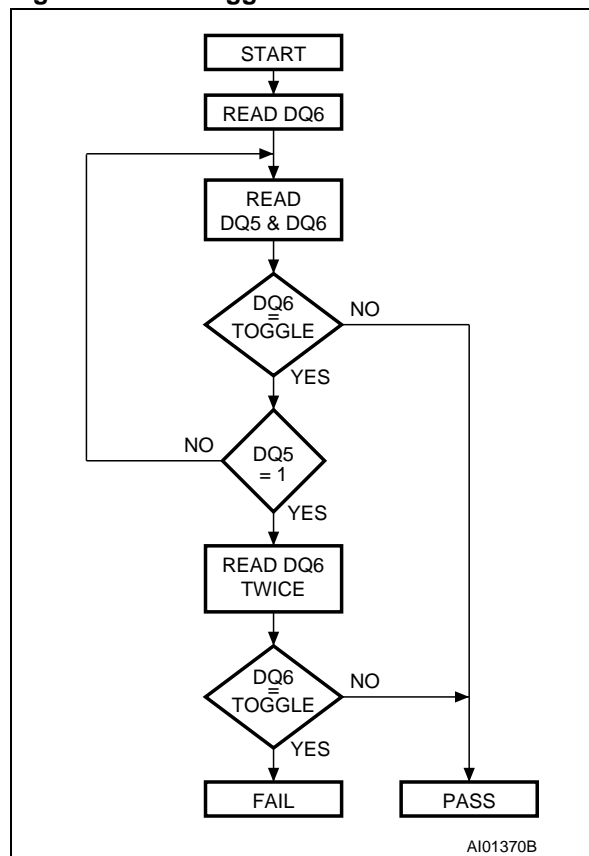 START
READ DQ6
READ
DQ5 & DQ6
DQ6
=
TOGGLE
NO
YES
NO
DQ5
= 1
YES
READ DQ6
TWICE
DQ6
=
TOGGLE
NO
YES
FAIL
PASS
AI01370B